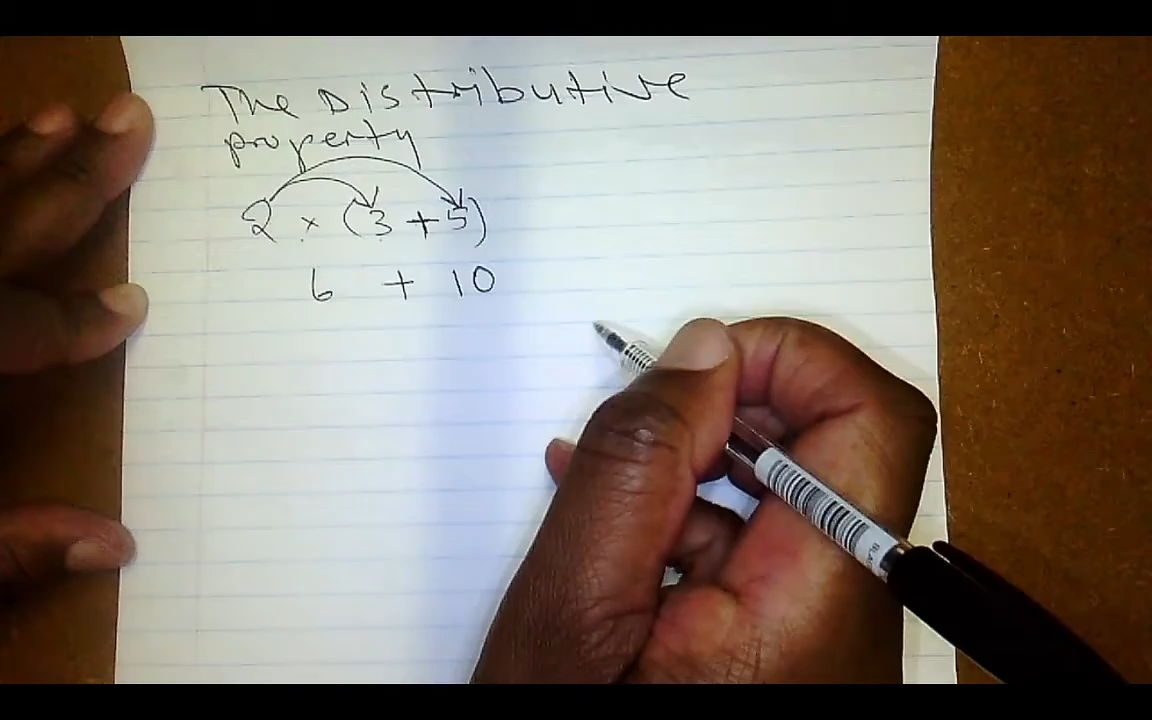 The Distributive
property
2 × (3 + 5)
6 + 10